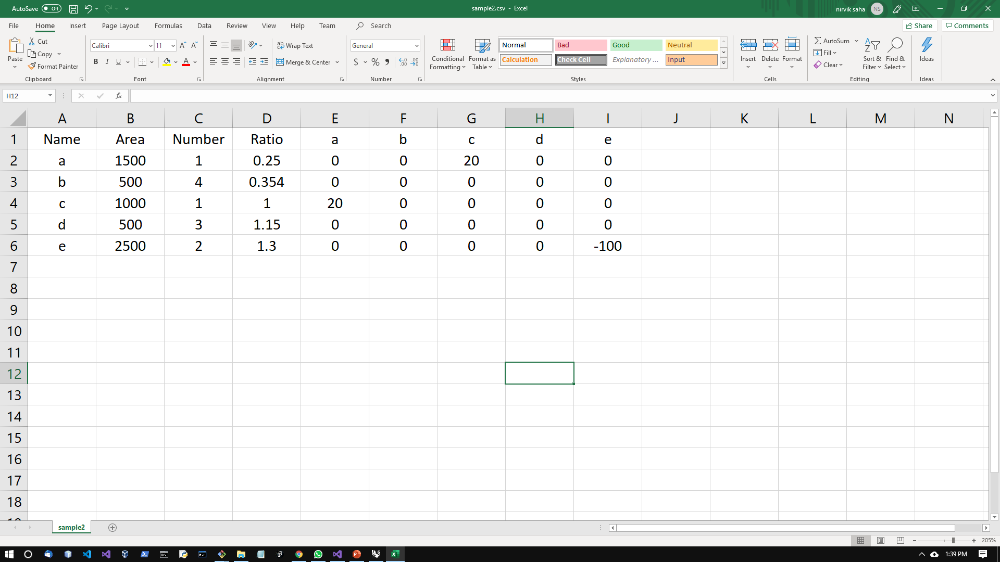 AutoSave Off
sample2.csv - Excel
nirvik saha NS
File Home Insert Page Layout Formulas Data Review View Help Team Search
Share Comments
Paste Cut Copy Format Painter
Clipboard
Calibri 11
B I U
Font
Wrap Text
Merge & Center
Alignment
General
$ % 9
Number
Conditional Formatting
Format as Table
Normal Bad Good Neutral
Calculation Check Cell Explanatory ... Input
Styles
Insert Delete Format
Cells
AutoSum
Fill
Clear
Sort & Filter
Find & Select
Editing
Ideas
Ideas
H12 fx
A B C D E F G H I J K L M N
1 Name Area Number Ratio a b c d e
2 a 1500 1 0.25 0 0 20 0 0
3 b 500 4 0.354 0 0 0 0 0
4 c 1000 1 1 20 0 0 0 0
5 d 500 3 1.15 0 0 0 0 0
6 e 2500 2 1.3 0 0 0 0 -100
7
8
9
10
11
12
13
14
15
16
17
18
sample2
205%
1:39 PM